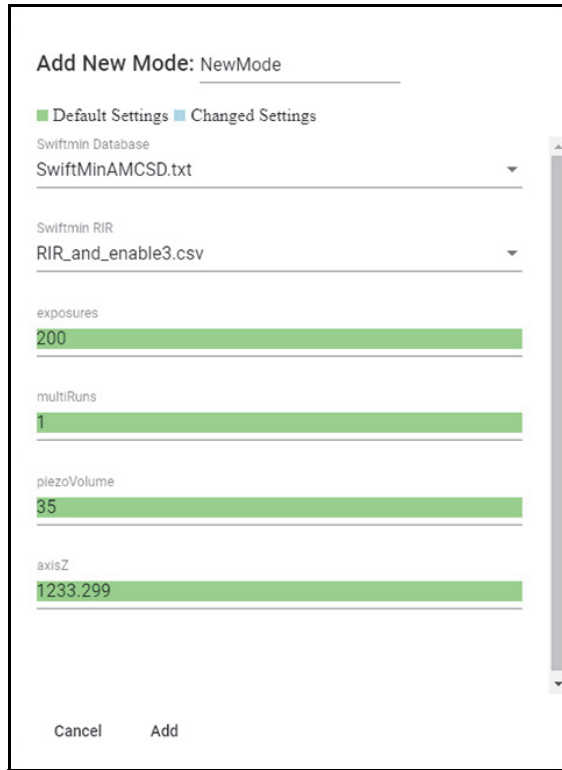 Add New Mode: NewMode
Default Settings Changed Settings
Swiftmin Database
SwiftMinAMCSD.txt
Swiftmin RIR
RIR_and_enable3.csv
exposures
200
multiRuns
1
piezoVolume
35
axisZ
1233.299
Cancel Add